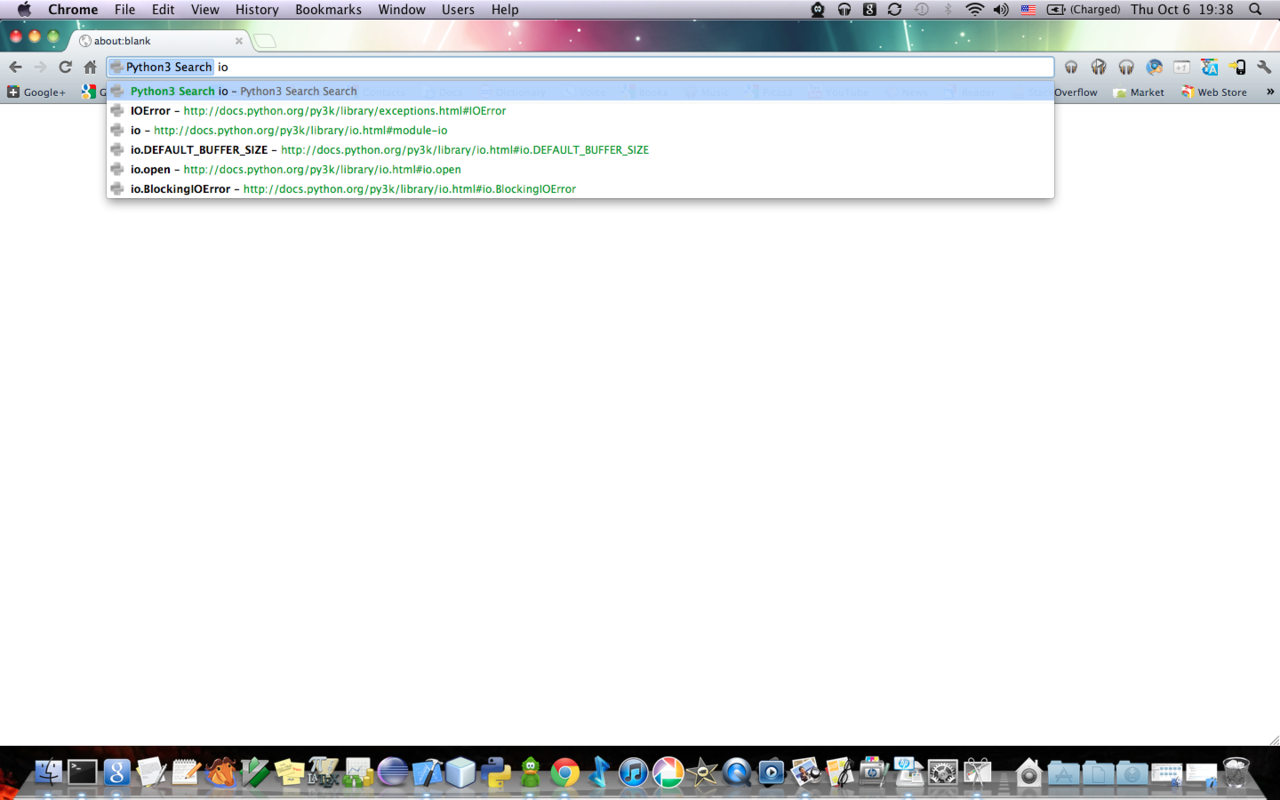 Chrome File Edit View History Bookmarks Window Users Help (Charged) Thu Oct 6 19:38
about:blank
Python3 Search io
Google+ Overflow Market Web Store »
Python3 Search io – Python3 Search Search
IOError – http://docs.python.org/py3k/library/exceptions.html#IOError
io – http://docs.python.org/py3k/library/io.html#module-io
io.DEFAULT_BUFFER_SIZE – http://docs.python.org/py3k/library/io.html#io.DEFAULT_BUFFER_SIZE
io.open – http://docs.python.org/py3k/library/io.html#io.open
io.BlockingIOError – http://docs.python.org/py3k/library/io.html#io.BlockingIOError